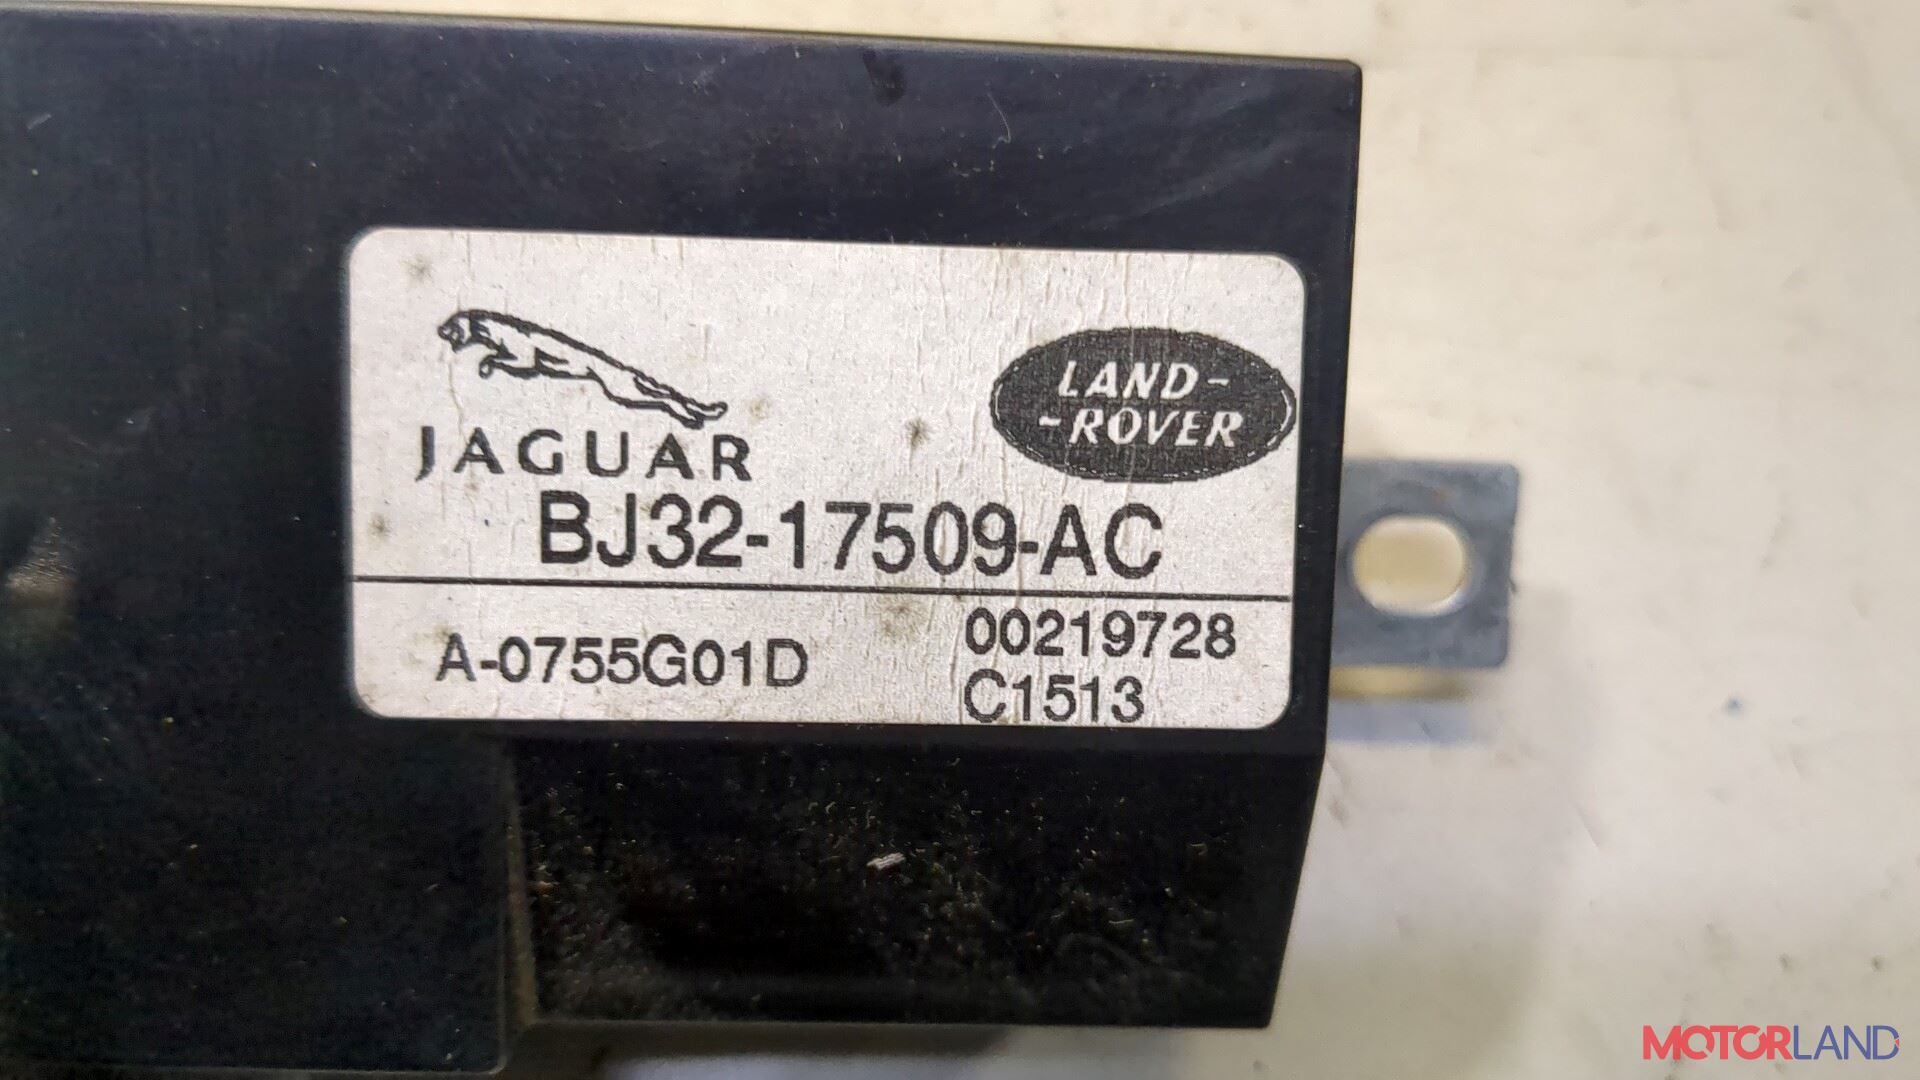 JAGUAR
LAND-
-ROVER
BJ32-17509-AC
A-0755G01D
00219728
C1513
MOTORLAND